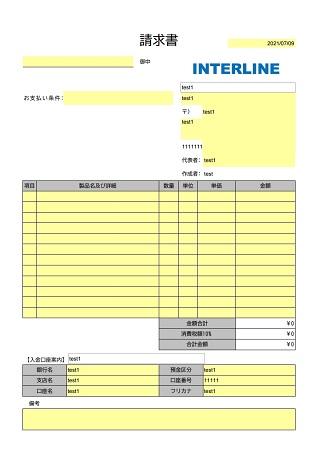 請求書
2021/07/09
御中
INTERLINE
test1
お支払い条件： test1
〒） test1
test1
1111111
代表者： test1
作成者： test
項目 製品名及び詳細 数量 単位 単価 金額
金額合計 ￥0
消費税額10% ￥0
合計金額 ￥0
【入金口座案内】 test1
銀行名 test1 預金区分 test1
支店名 test1 口座番号 11111
口座名 test1 フリカナ test1
備考